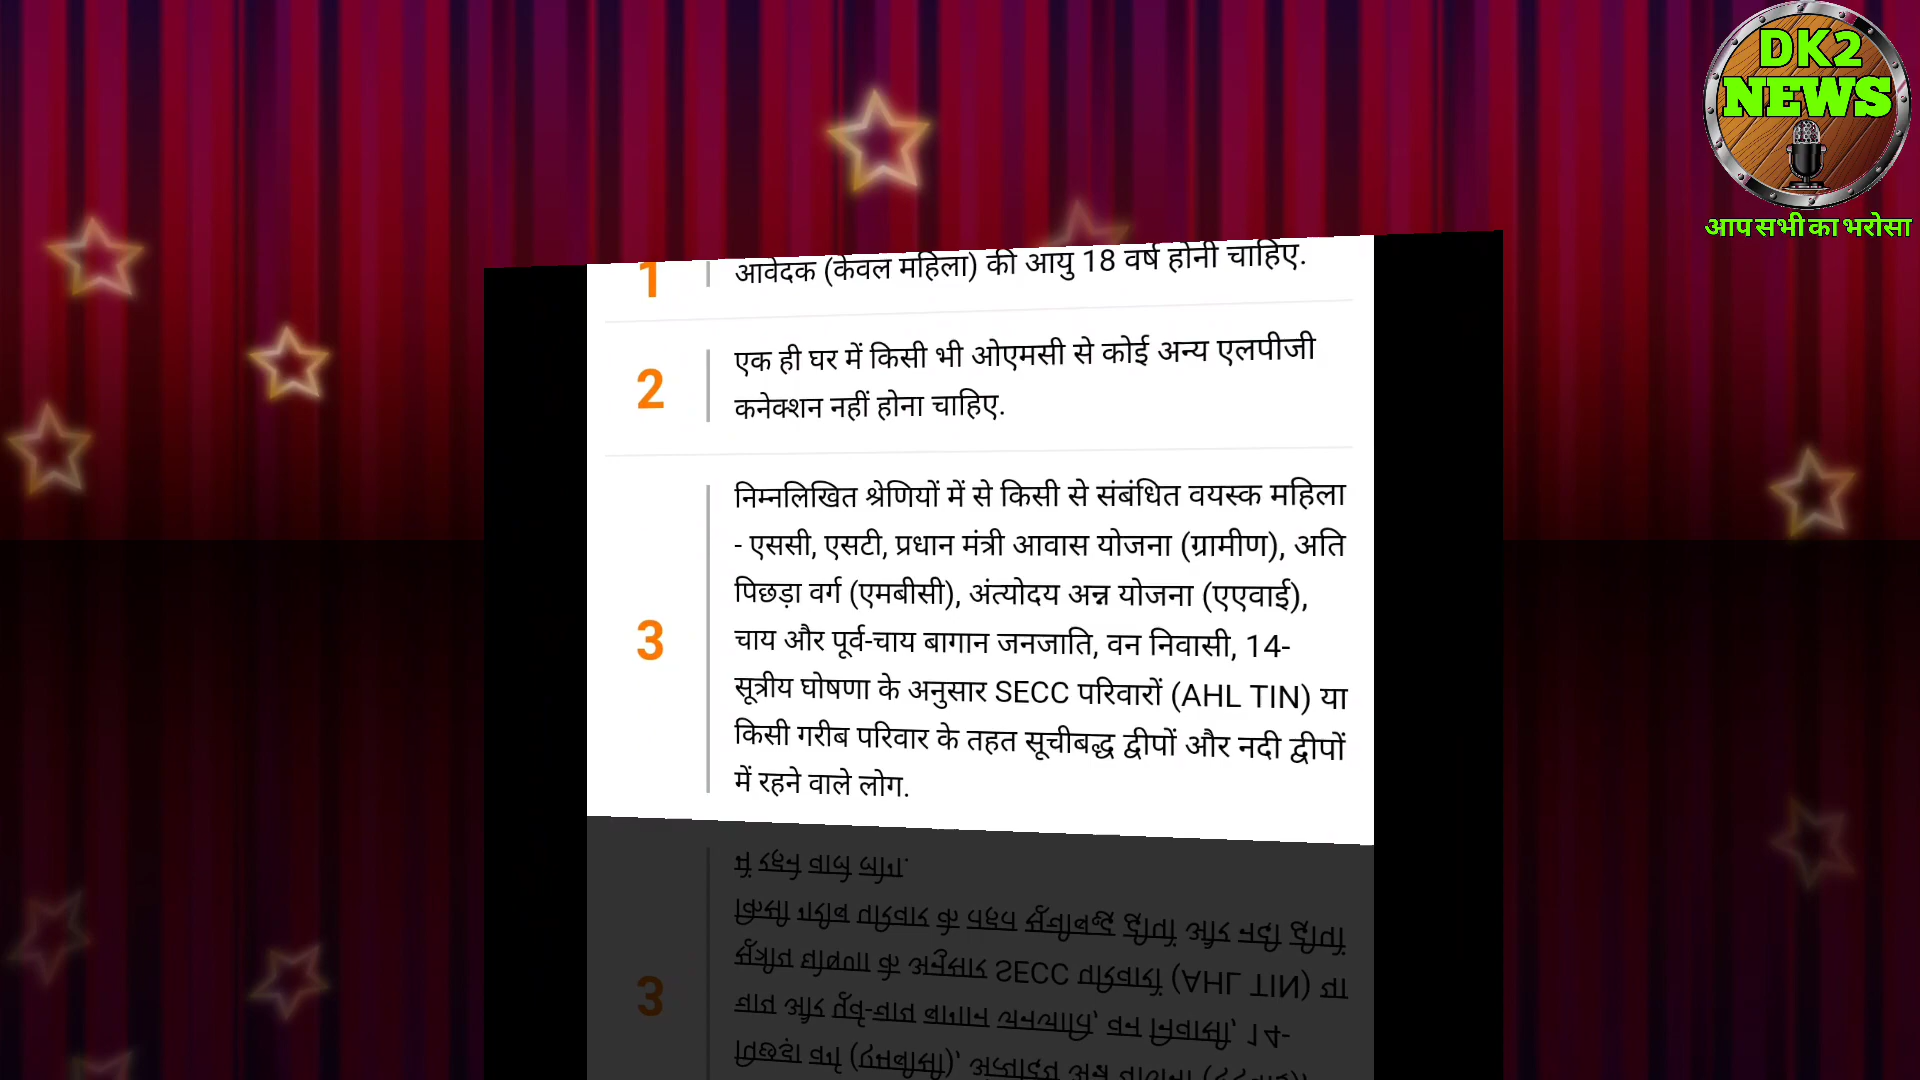 DK2
NEWS
आप सभी का भरोसा
1
आवेदक (केवल महिला) की आयु 18 वर्ष होनी चाहिए.
2
एक ही घर में किसी भी ओएमसी से कोई अन्य एलपीजी
कनेक्शन नहीं होना चाहिए.
3
निम्नलिखित श्रेणियों में से किसी से संबंधित वयस्क महिला
- एससी, एसटी, प्रधान मंत्री आवास योजना (ग्रामीण), अति
पिछड़ा वर्ग (एमबीसी), अंत्योदय अन्न योजना (एएवाई),
चाय और पूर्व-चाय बागान जनजाति, वन निवासी, 14-
सूत्रीय घोषणा के अनुसार SECC परिवारों (AHL TIN) या
किसी गरीब परिवार के तहत सूचीबद्ध द्वीपों और नदी द्वीपों
में रहने वाले लोग.